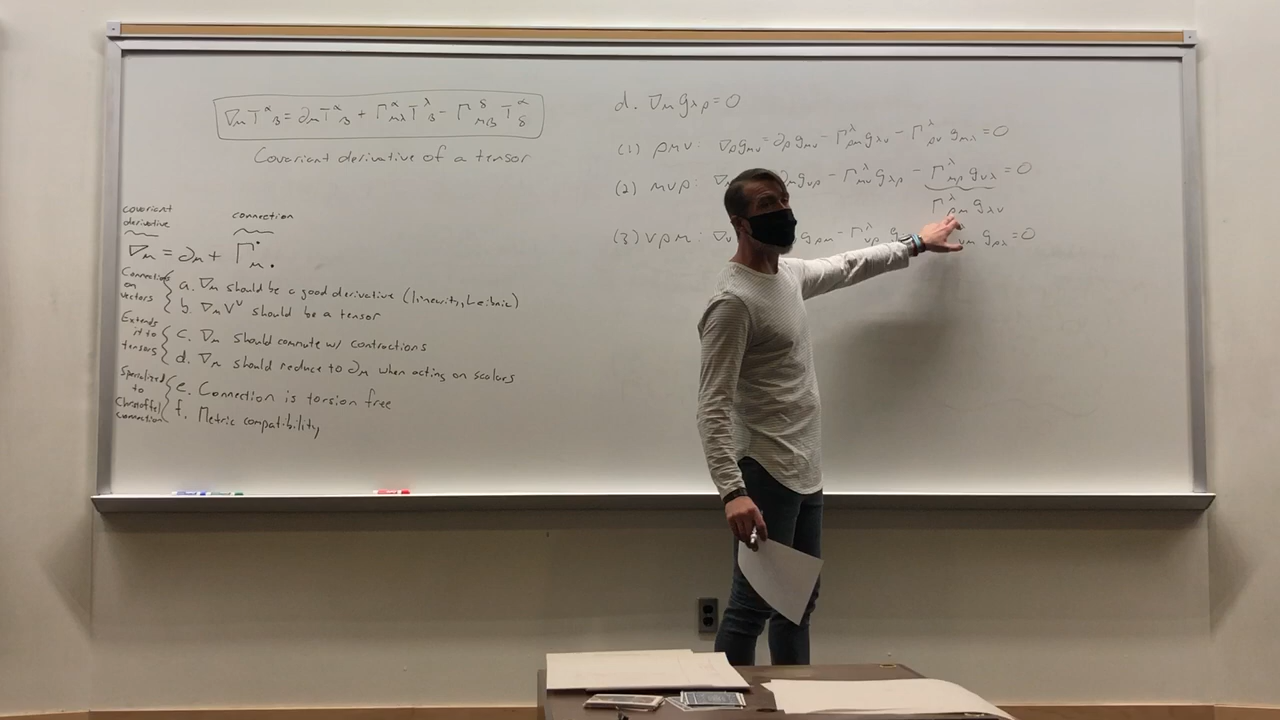 ∇_μ T^α_β = ∂_μ T^α_β + Γ^α_μλ T^λ_β - Γ^δ_μβ T^α_δ
Covariant derivative of a tensor
covariant
derivative
connection
∇_μ = ∂_μ + Γ^•_μ•
Connection
on
vectors
a. ∇_μ should be a good derivative (linearity, Leibniz)
b. ∇_μ V^ν should be a tensor
Extends
it to
tensors
c. ∇_μ should commute w/ contractions
d. ∇_μ should reduce to ∂_μ when acting on scalars
Specialized
to
Christoffel
Connection
e. Connection is torsion free
f. Metric compatibility
d. ∇_μ g_λρ = 0
(1) ρμν: ∇_ρ g_μν = ∂_ρ g_μν - Γ^λ_ρμ g_λν - Γ^λ_ρν g_μλ = 0
(2) μνρ: ∂_μ g_νρ - Γ^λ_μν g_λρ - Γ^λ_μρ g_νλ = 0
Γ^λ_ρμ g_λν
(3) νρμ: ∇_ν g_ρμ - Γ^λ_νρ g νμ g_ρλ = 0